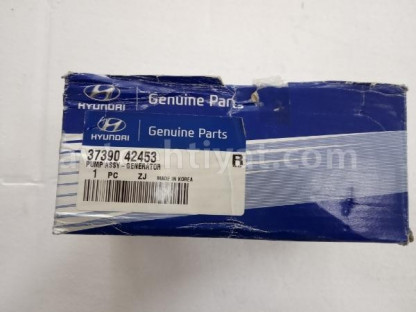 HYUNDAI Genuine Parts
HYUNDAI Genuine Parts
37390 42453 R
PUMP ASSY-GENERATOR
1 PC ZJ MADE IN KOREA